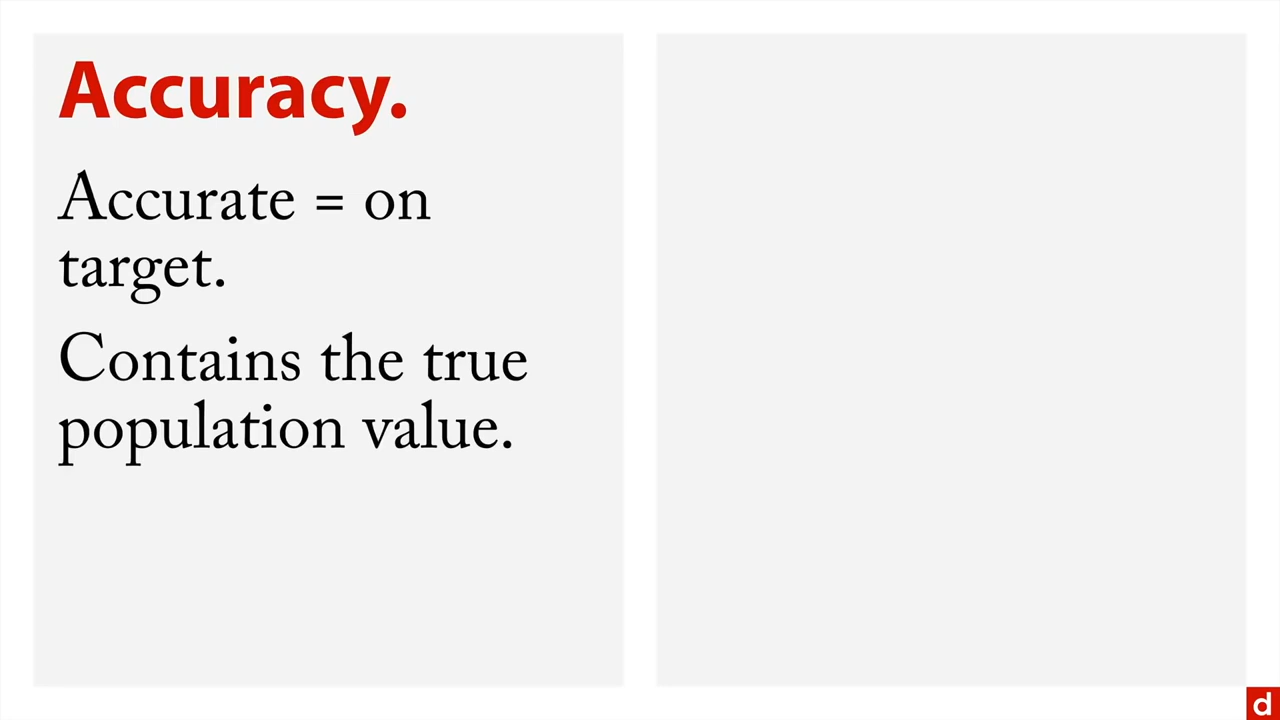 Accuracy.
Accurate = on
target.
Contains the true
population value.
d